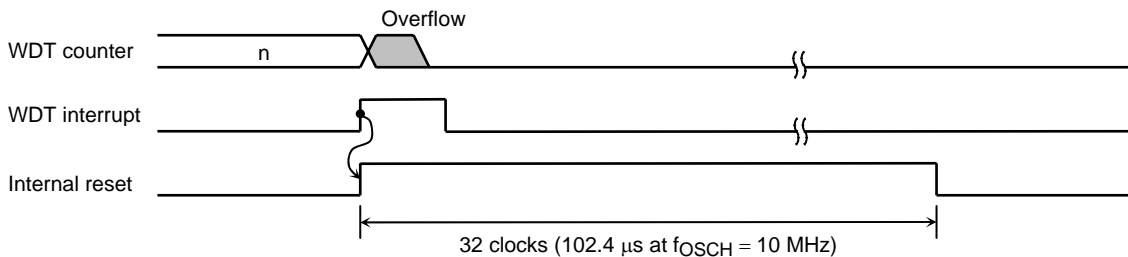 Overflow
WDT counter
n
WDT interrupt
Internal reset
32 clocks (102.4 μs at fOSCH = 10 MHz)